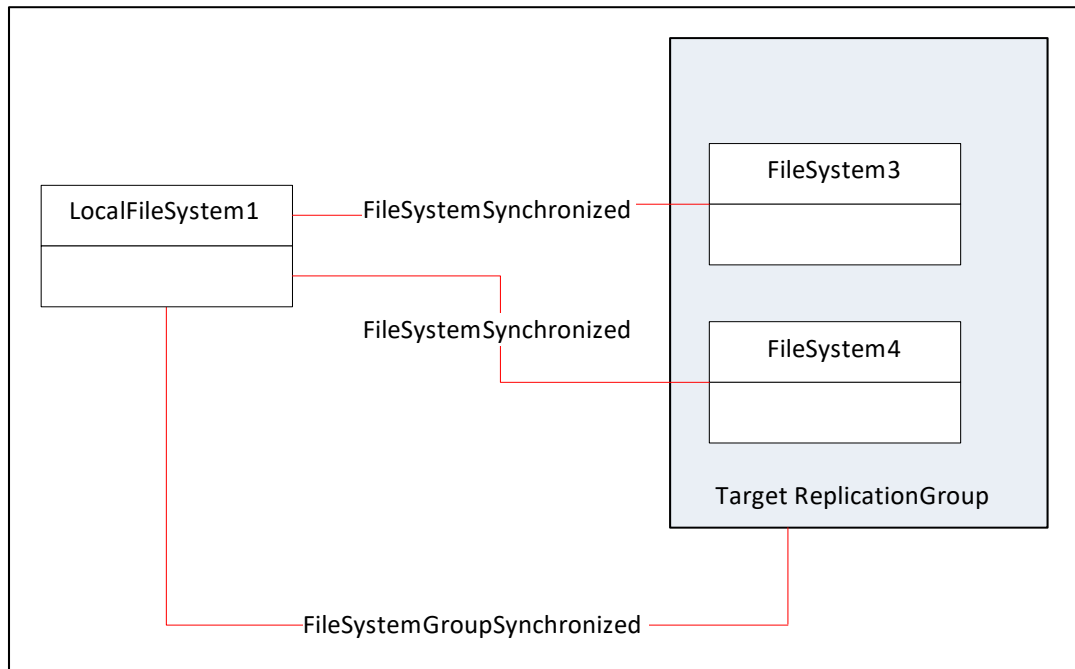 FileSystem3
LocalFileSystem1
FileSystemSynchronized
FileSystemSynchronized
FileSystem4
Target ReplicationGroup
FileSystemGroupSynchronized